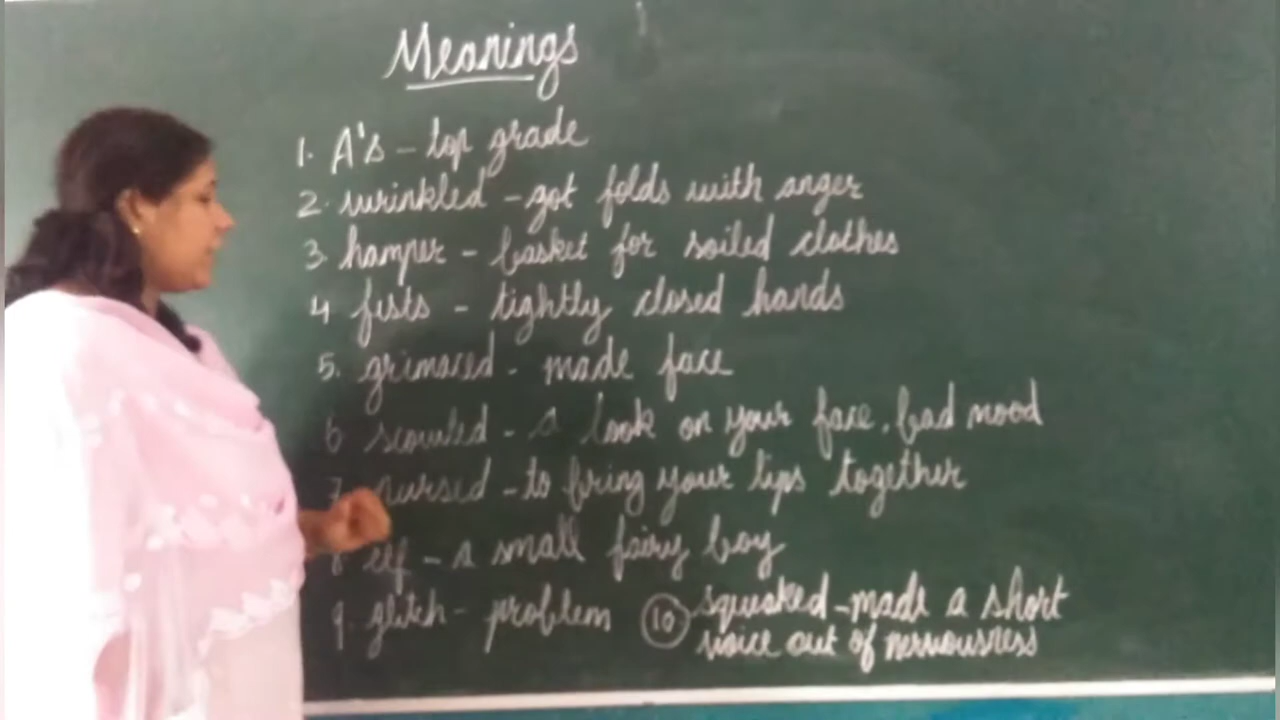 Meanings
1. A's - top grade
2. wrinkled - got folds with anger
3. hamper - basket for soiled clothes
4 fists - tightly closed hands
5. grimaced - made face
6 scowled - a look on your face, bad mood
7. pursed - to bring your lips together
8 elf - a small fairy boy
9. glitch - problem
10 squeaked - made a short
voice out of nervousness